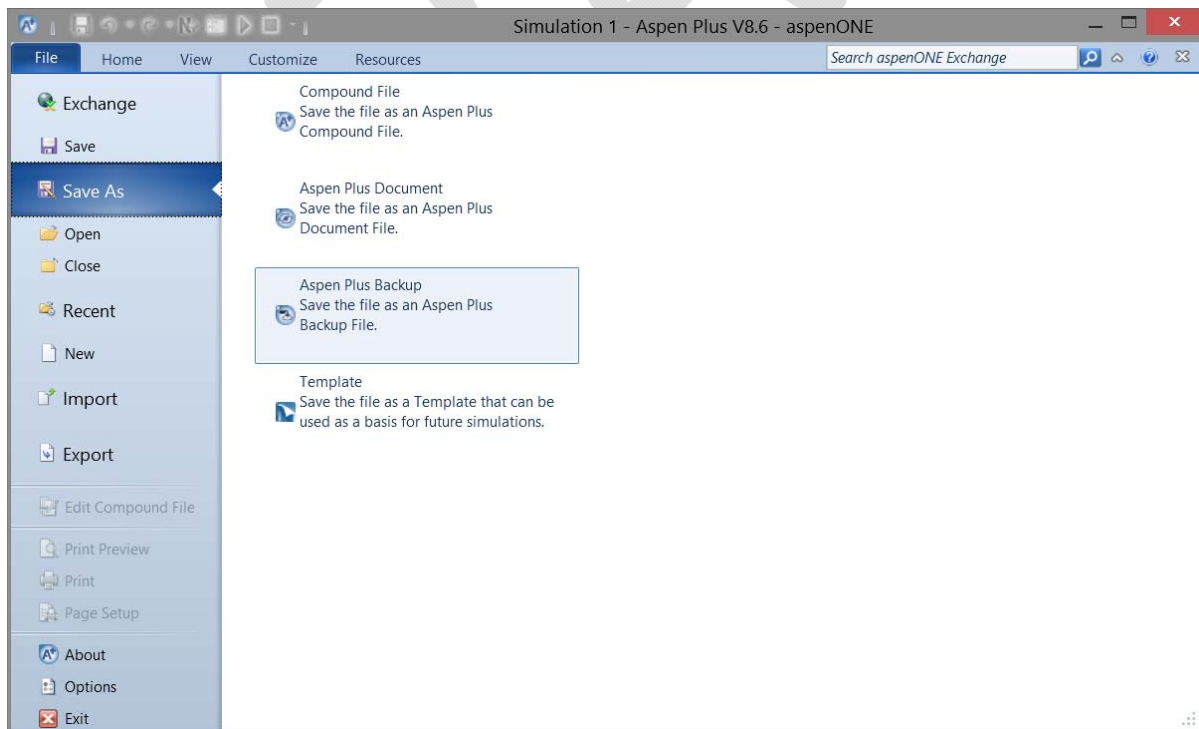 Simulation 1 - Aspen Plus V8.6 - aspenONE
File Home View Customize Resources Search aspenONE Exchange
Exchange
Save
Save As
Open
Close
Recent
New
Import
Export
Edit Compound File
Print Preview
Print
Page Setup
About
Options
Exit
Compound File
Save the file as an Aspen Plus
Compound File.
Aspen Plus Document
Save the file as an Aspen Plus
Document File.
Aspen Plus Backup
Save the file as an Aspen Plus
Backup File.
Template
Save the file as a Template that can be
used as a basis for future simulations.